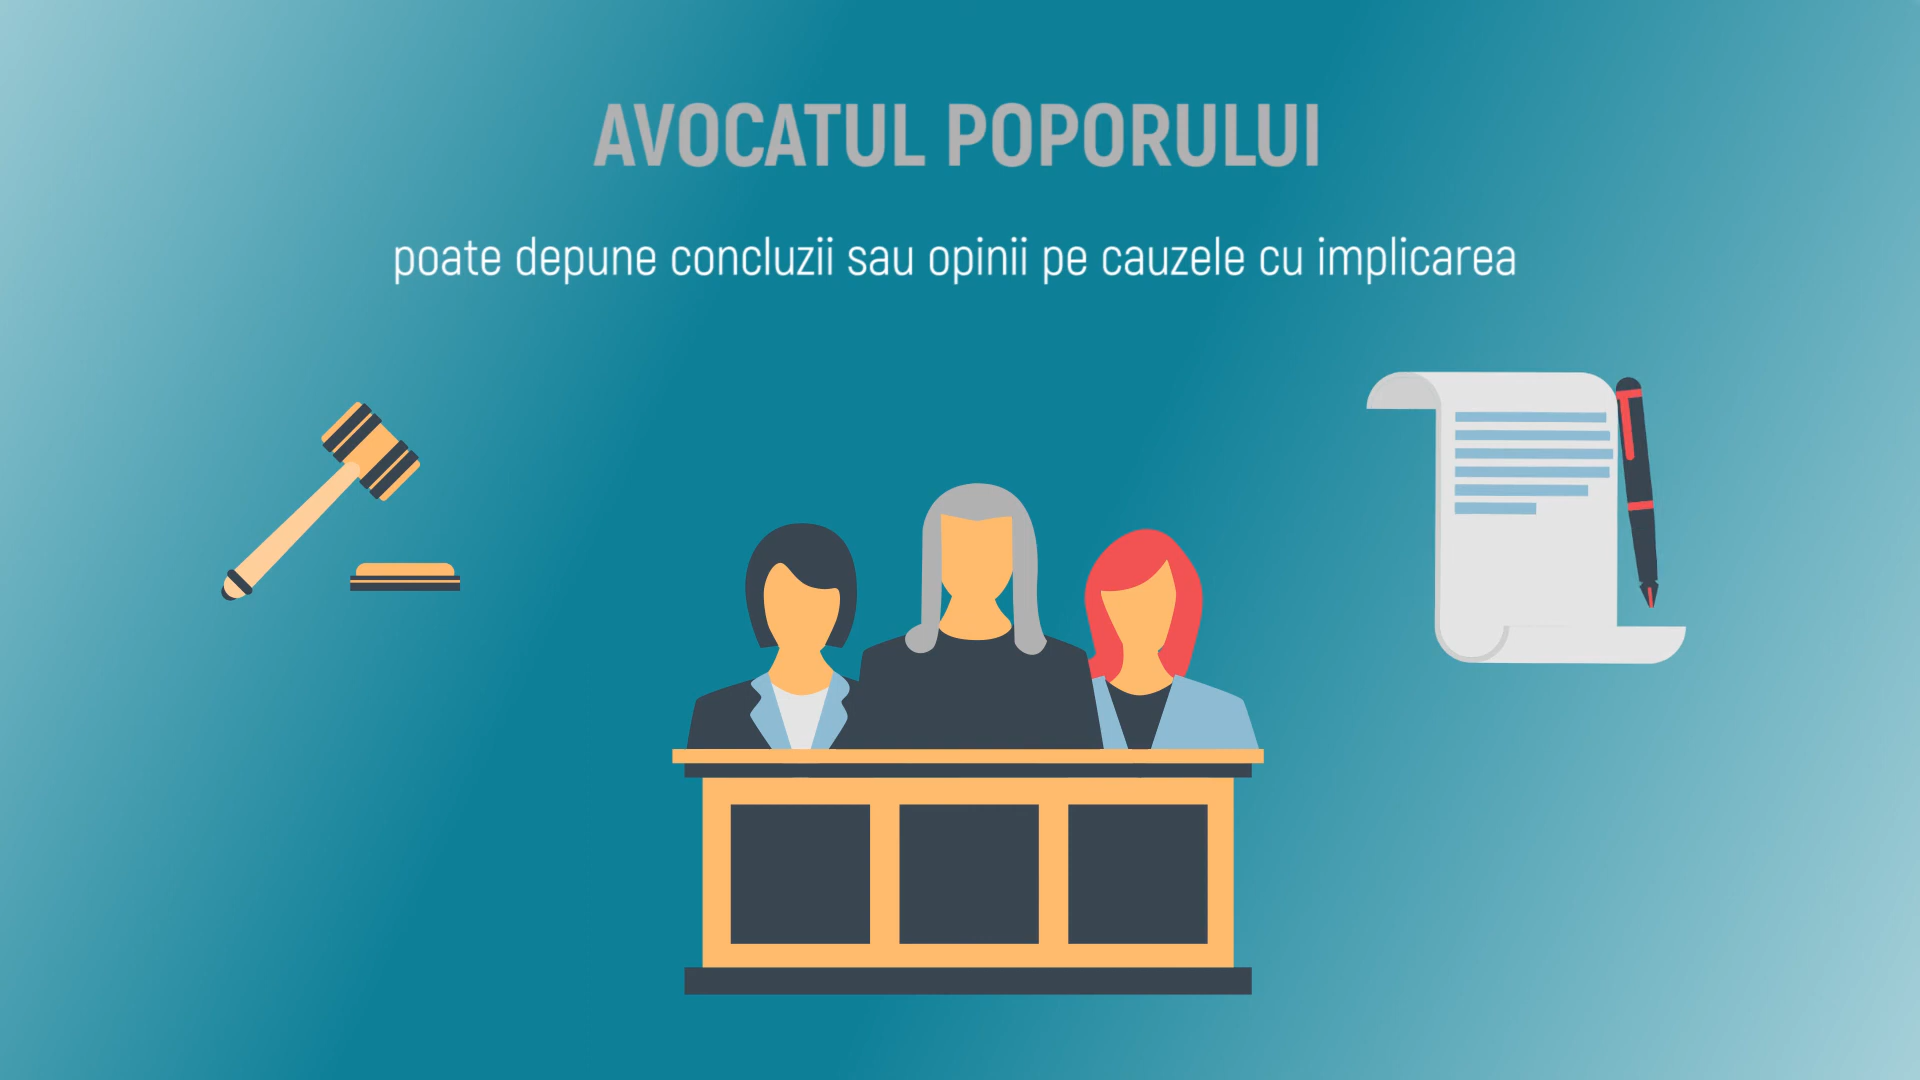 AVOCATUL POPORULUI
poate depune concluzii sau opinii pe cauzele cu implicarea